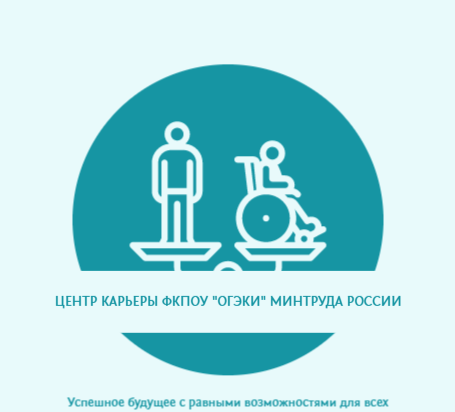 ЦЕНТР КАРЬЕРЫ ФКПОУ "ОГЭКИ" МИНТРУДА РОССИИ
Успешное будущее с равными возможностями для всех